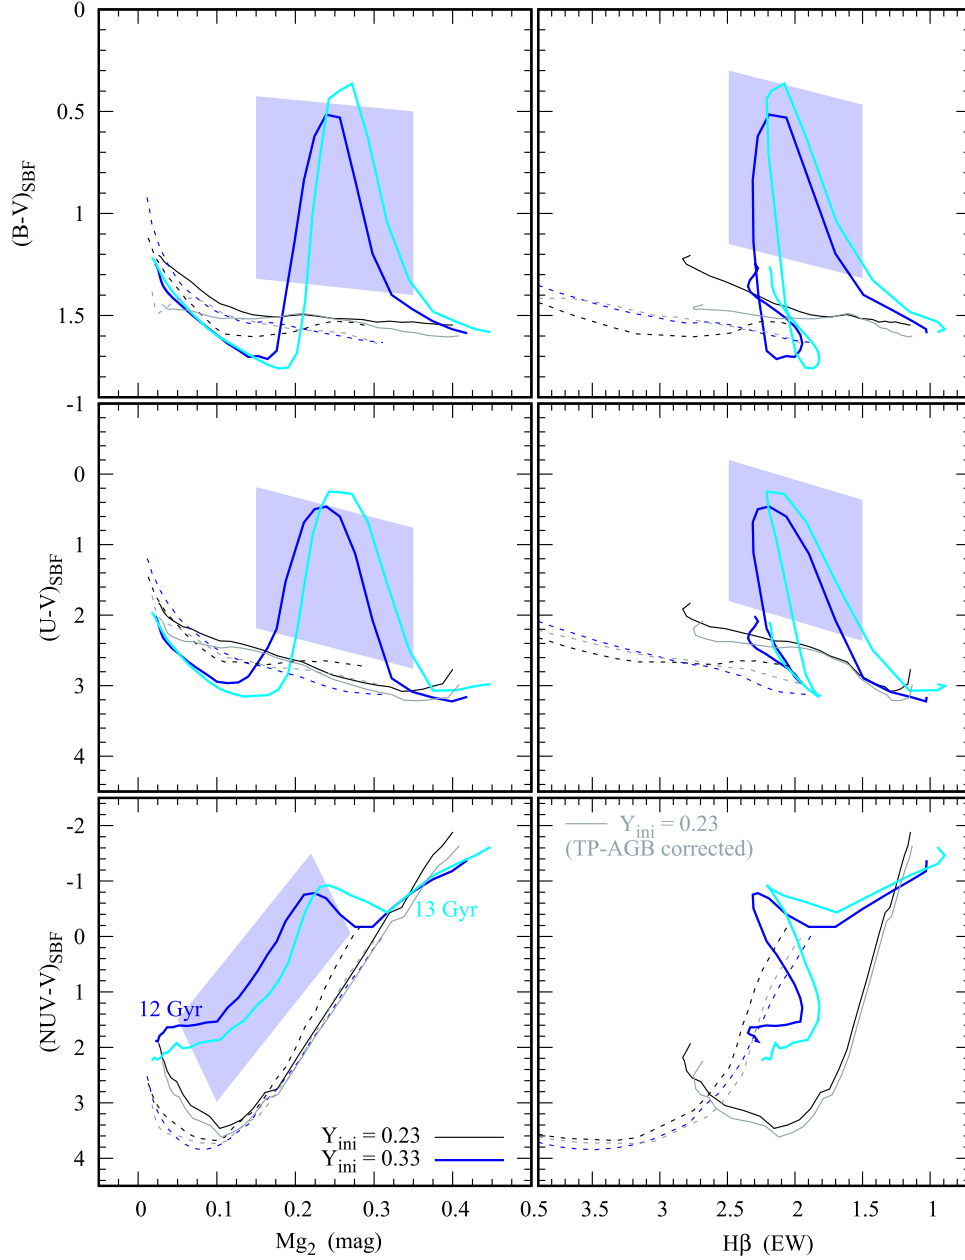 0
0.5
1
1.5
(B-V)SBF
-1
0
1
2
3
4
(U-V)SBF
-2
-1
0
1
2
3
4
(NUV-V)SBF
13 Gyr
12 Gyr
Yini = 0.23
Yini = 0.33
Yini = 0.23
(TP-AGB corrected)
0 0.1 0.2 0.3 0.4 0.5
3.5 3 2.5 2 1.5 1
Mg2 (mag)
Hβ (EW)